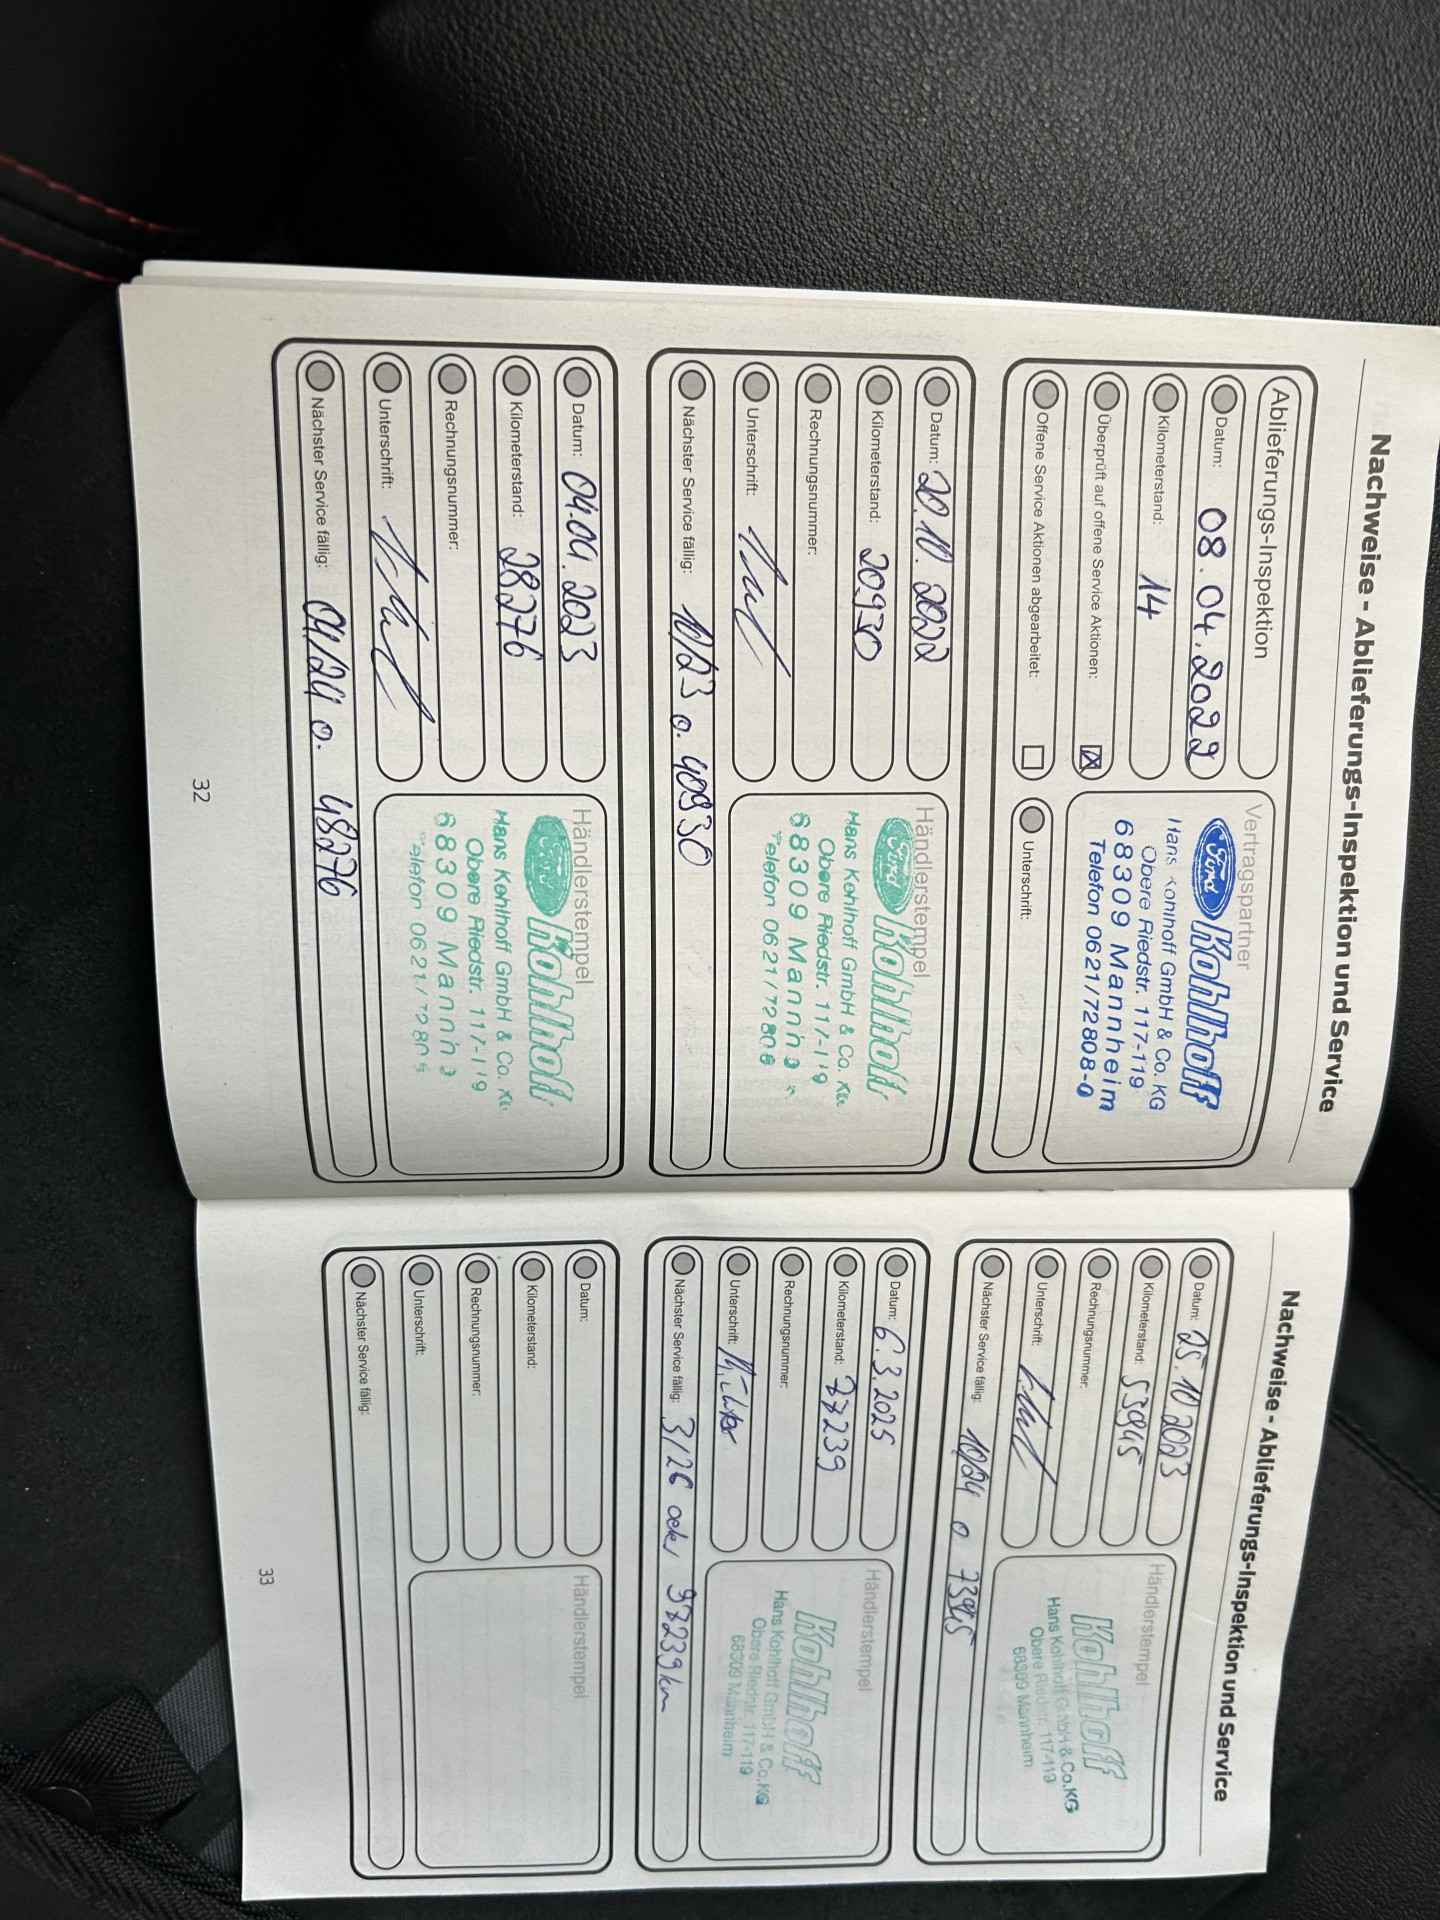 Nachweise - Ablieferungs-Inspektion und Service
Ablieferungs-Inspektion
Datum: 08.04.2022
Kilometerstand: 14
Überprüft auf offene Service Aktionen: ☒
Offene Service Aktionen abgearbeitet: ☐
Vertragspartner
Ford Kohlhoff
Hans Kohlhoff GmbH & Co. KG
Obere Riedstr. 117-119
68309 Mannheim
Telefon 0621/72808-0
Unterschrift:
Datum: 20.10.2022
Kilometerstand: 20930
Rechnungsnummer:
Unterschrift:
Nächster Service fällig: 10/23 o. 40930
Händlerstempel
Ford Kohlhoff
Hans Kohlhoff GmbH & Co. KG
Obere Riedstr. 117-119
68309 Mannh
Telefon 0621/72808
Datum: 04.04.2023
Kilometerstand: 28276
Rechnungsnummer:
Unterschrift:
Nächster Service fällig: 04/24 o. 48276
Händlerstempel
Ford Kohlhoff
Hans Kohlhoff GmbH & Co. KG
Obere Riedstr. 117-119
68309 Mannh
Telefon 0621/7280
32
Nachweise - Ablieferungs-Inspektion und Service
Datum: 25.10.2023
Kilometerstand: 53945
Rechnungsnummer:
Unterschrift:
Nächster Service fällig: 10/24 o 73945
Händlerstempel
Kohlhoff
Hans Kohlhoff GmbH & Co.KG
Obere Riedstr. 117-119
68309 Mannheim
Datum: 6.3.2025
Kilometerstand: 77239
Rechnungsnummer:
Unterschrift:
Nächster Service fällig: 3/26 oder 97239 km
Händlerstempel
Kohlhoff
Hans Kohlhoff GmbH & Co.KG
Obere Riedstr. 117-119
68309 Mannheim
Datum:
Kilometerstand:
Rechnungsnummer:
Unterschrift:
Nächster Service fällig:
Händlerstempel
33